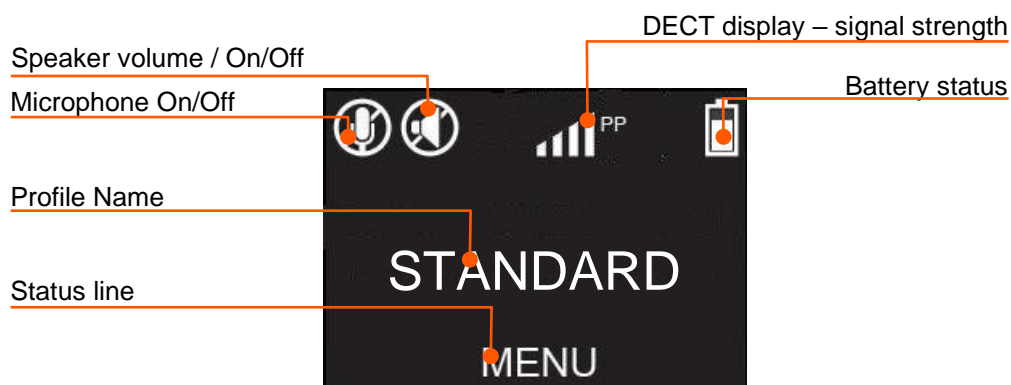 DECT display – signal strength
Speaker volume / On/Off
Battery status
Microphone On/Off
PP
Profile Name
STANDARD
Status line
MENU